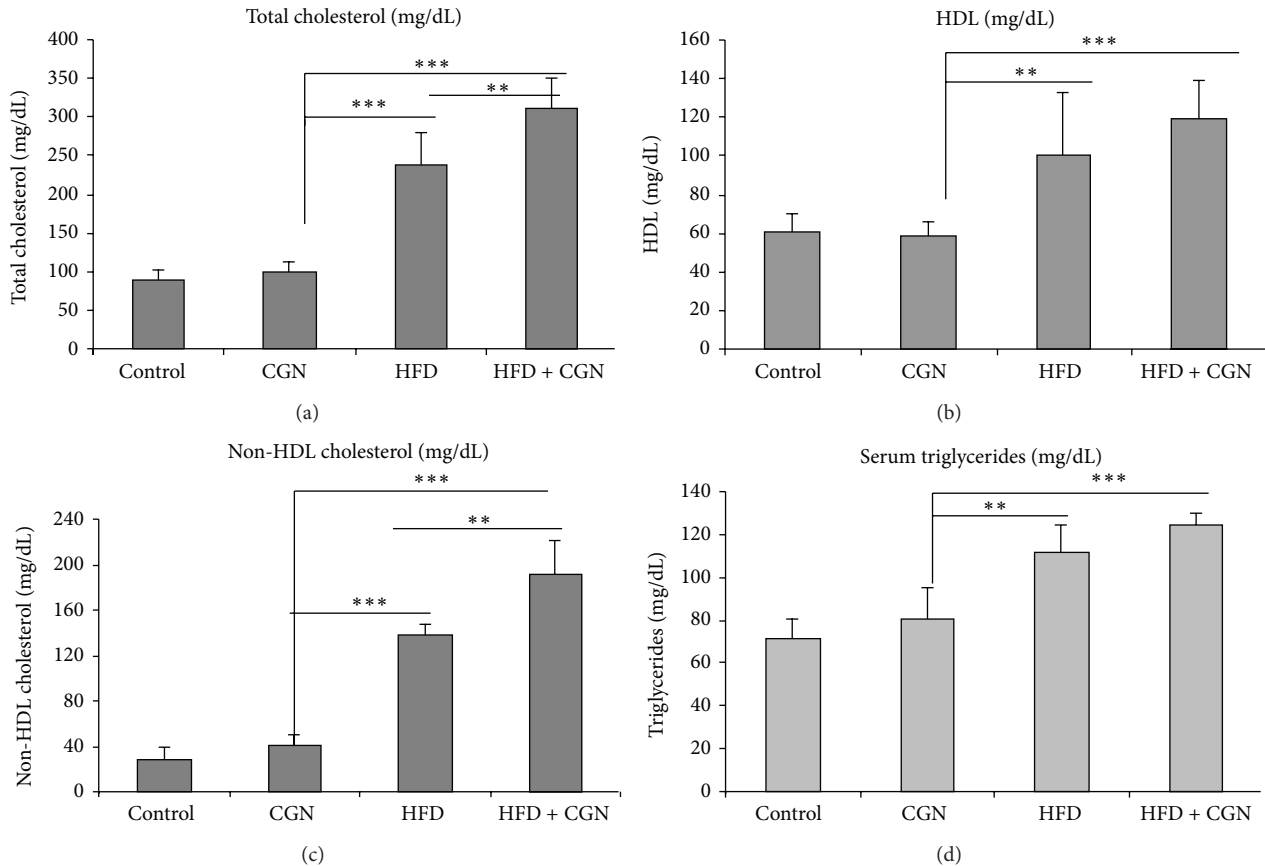 Total cholesterol (mg/dL)
Total cholesterol (mg/dL)
400
350
300
250
200
150
100
50
0
***
***
**
Control CGN HFD HFD + CGN
(a)
HDL (mg/dL)
HDL (mg/dL)
160
140
120
100
80
60
40
20
0
***
**
Control CGN HFD HFD + CGN
(b)
Non-HDL cholesterol (mg/dL)
Non-HDL cholesterol (mg/dL)
240
200
160
120
80
40
0
***
**
***
Control CGN HFD HFD + CGN
(c)
Serum triglycerides (mg/dL)
Triglycerides (mg/dL)
140
120
100
80
60
40
20
0
***
**
Control CGN HFD HFD + CGN
(d)